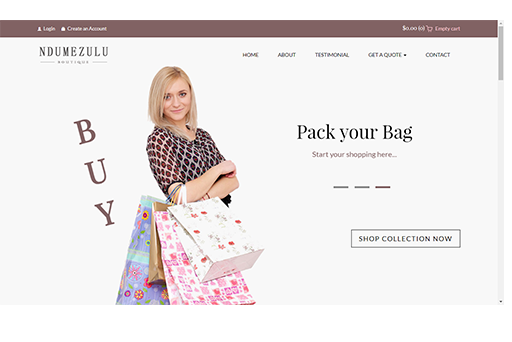 Login Create an Account $0.00 (0) Empty cart
NDUMEZULU
BOUTIQUE
HOME ABOUT TESTIMONIAL GET A QUOTE CONTACT
BUY
Pack your Bag
Start your shopping here...
SHOP COLLECTION NOW